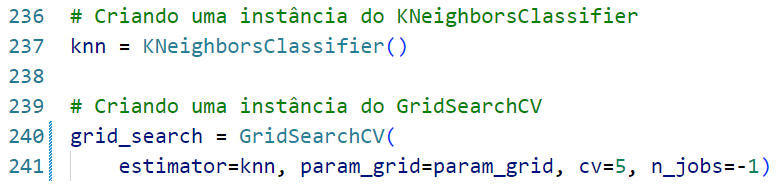 236 # Criando uma instância do KNeighborsClassifier
237 knn = KNeighborsClassifier()
238
239 # Criando uma instância do GridSearchCV
240 grid_search = GridSearchCV(
241     estimator=knn, param_grid=param_grid, cv=5, n_jobs=-1)